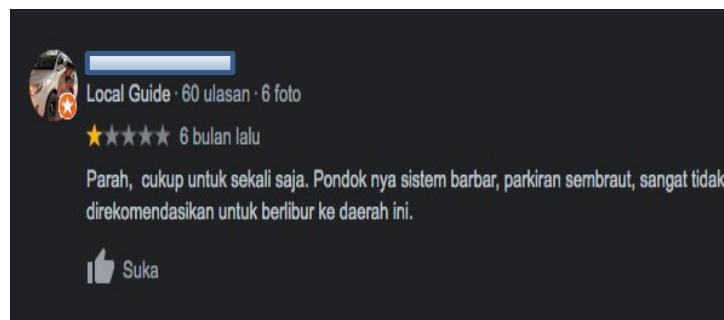 Local Guide · 60 ulasan · 6 foto
6 bulan lalu
Parah, cukup untuk sekali saja. Pondok nya sistem barbar, parkiran sembraut, sangat tidak
direkomendasikan untuk berlibur ke daerah ini.
Suka